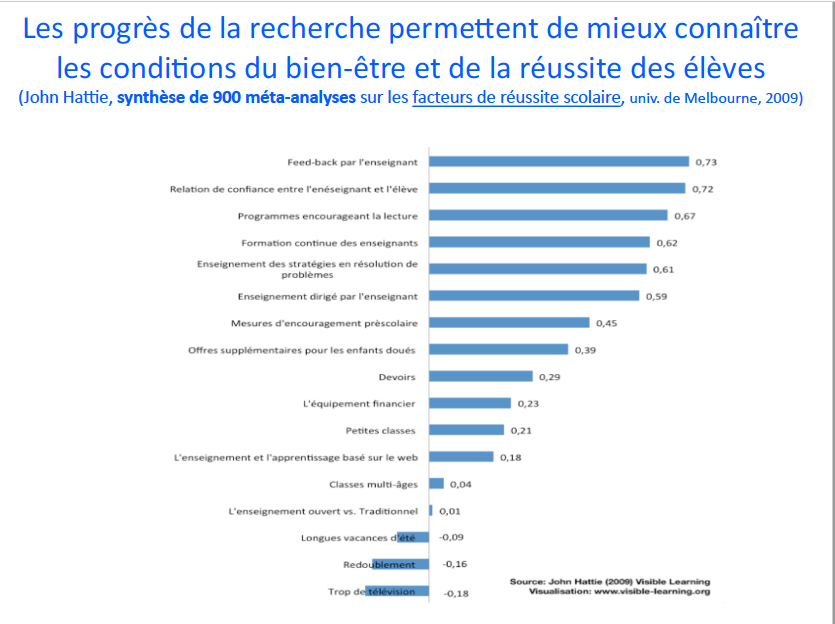 Les progrès de la recherche permettent de mieux connaître
les conditions du bien-être et de la réussite des élèves
(John Hattie, synthèse de 900 méta-analyses sur les facteurs de réussite scolaire, univ. de Melbourne, 2009)
Feed-back par l'enseignant 0,73
Relation de confiance entre l'enéseignant et l'élève 0,72
Programmes encourageant la lecture 0,67
Formation continue des enseignants 0,62
Enseignement des stratégies en résolution de
problèmes 0,61
Enseignement dirigé par l'enseignant 0,59
Mesures d'encouragement prèscolaire 0,45
Offres supplémentaires pour les enfants doués 0,39
Devoirs 0,29
L'équipement financier 0,23
Petites classes 0,21
L'enseignement et l'apprentissage basé sur le web 0,18
Classes multi-âges 0,04
L'enseignement ouvert vs. Traditionnel 0,01
Longues vacances d'été -0,09
Redoublement -0,16
Trop de télévision -0,18
Source: John Hattie (2009) Visible Learning
Visualisation: www.visible-learning.org